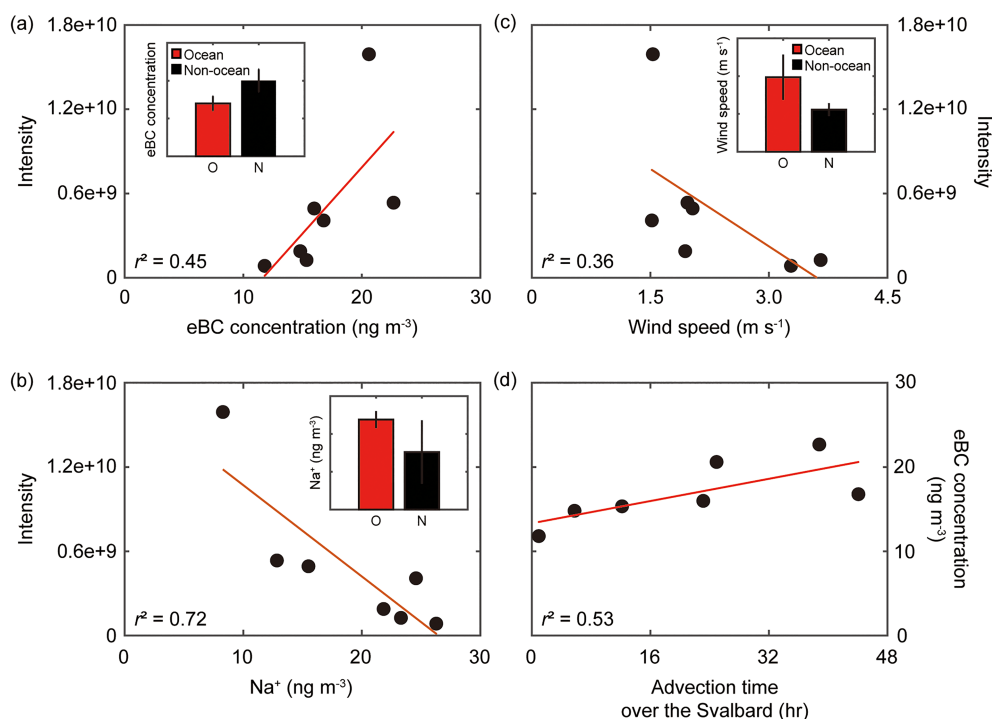 (a)
1.8e+10
1.2e+10
0.6e+9
0
Intensity
eBC concentration
Ocean
Non-ocean
O N
r² = 0.45
0 10 20 30
eBC concentration (ng m⁻³)
(c)
1.8e+10
1.2e+10
0.6e+9
0
Intensity
Wind speed (m s⁻¹)
Ocean
Non-ocean
O N
r² = 0.36
0 1.5 3.0 4.5
Wind speed (m s⁻¹)
(b)
1.8e+10
1.2e+10
0.6e+9
0
Intensity
Na⁺ (ng m⁻³)
O N
r² = 0.72
0 10 20 30
Na⁺ (ng m⁻³)
(d)
30
20
10
0
eBC concentration
(ng m⁻³)
r² = 0.53
0 16 32 48
Advection time
over the Svalbard (hr)